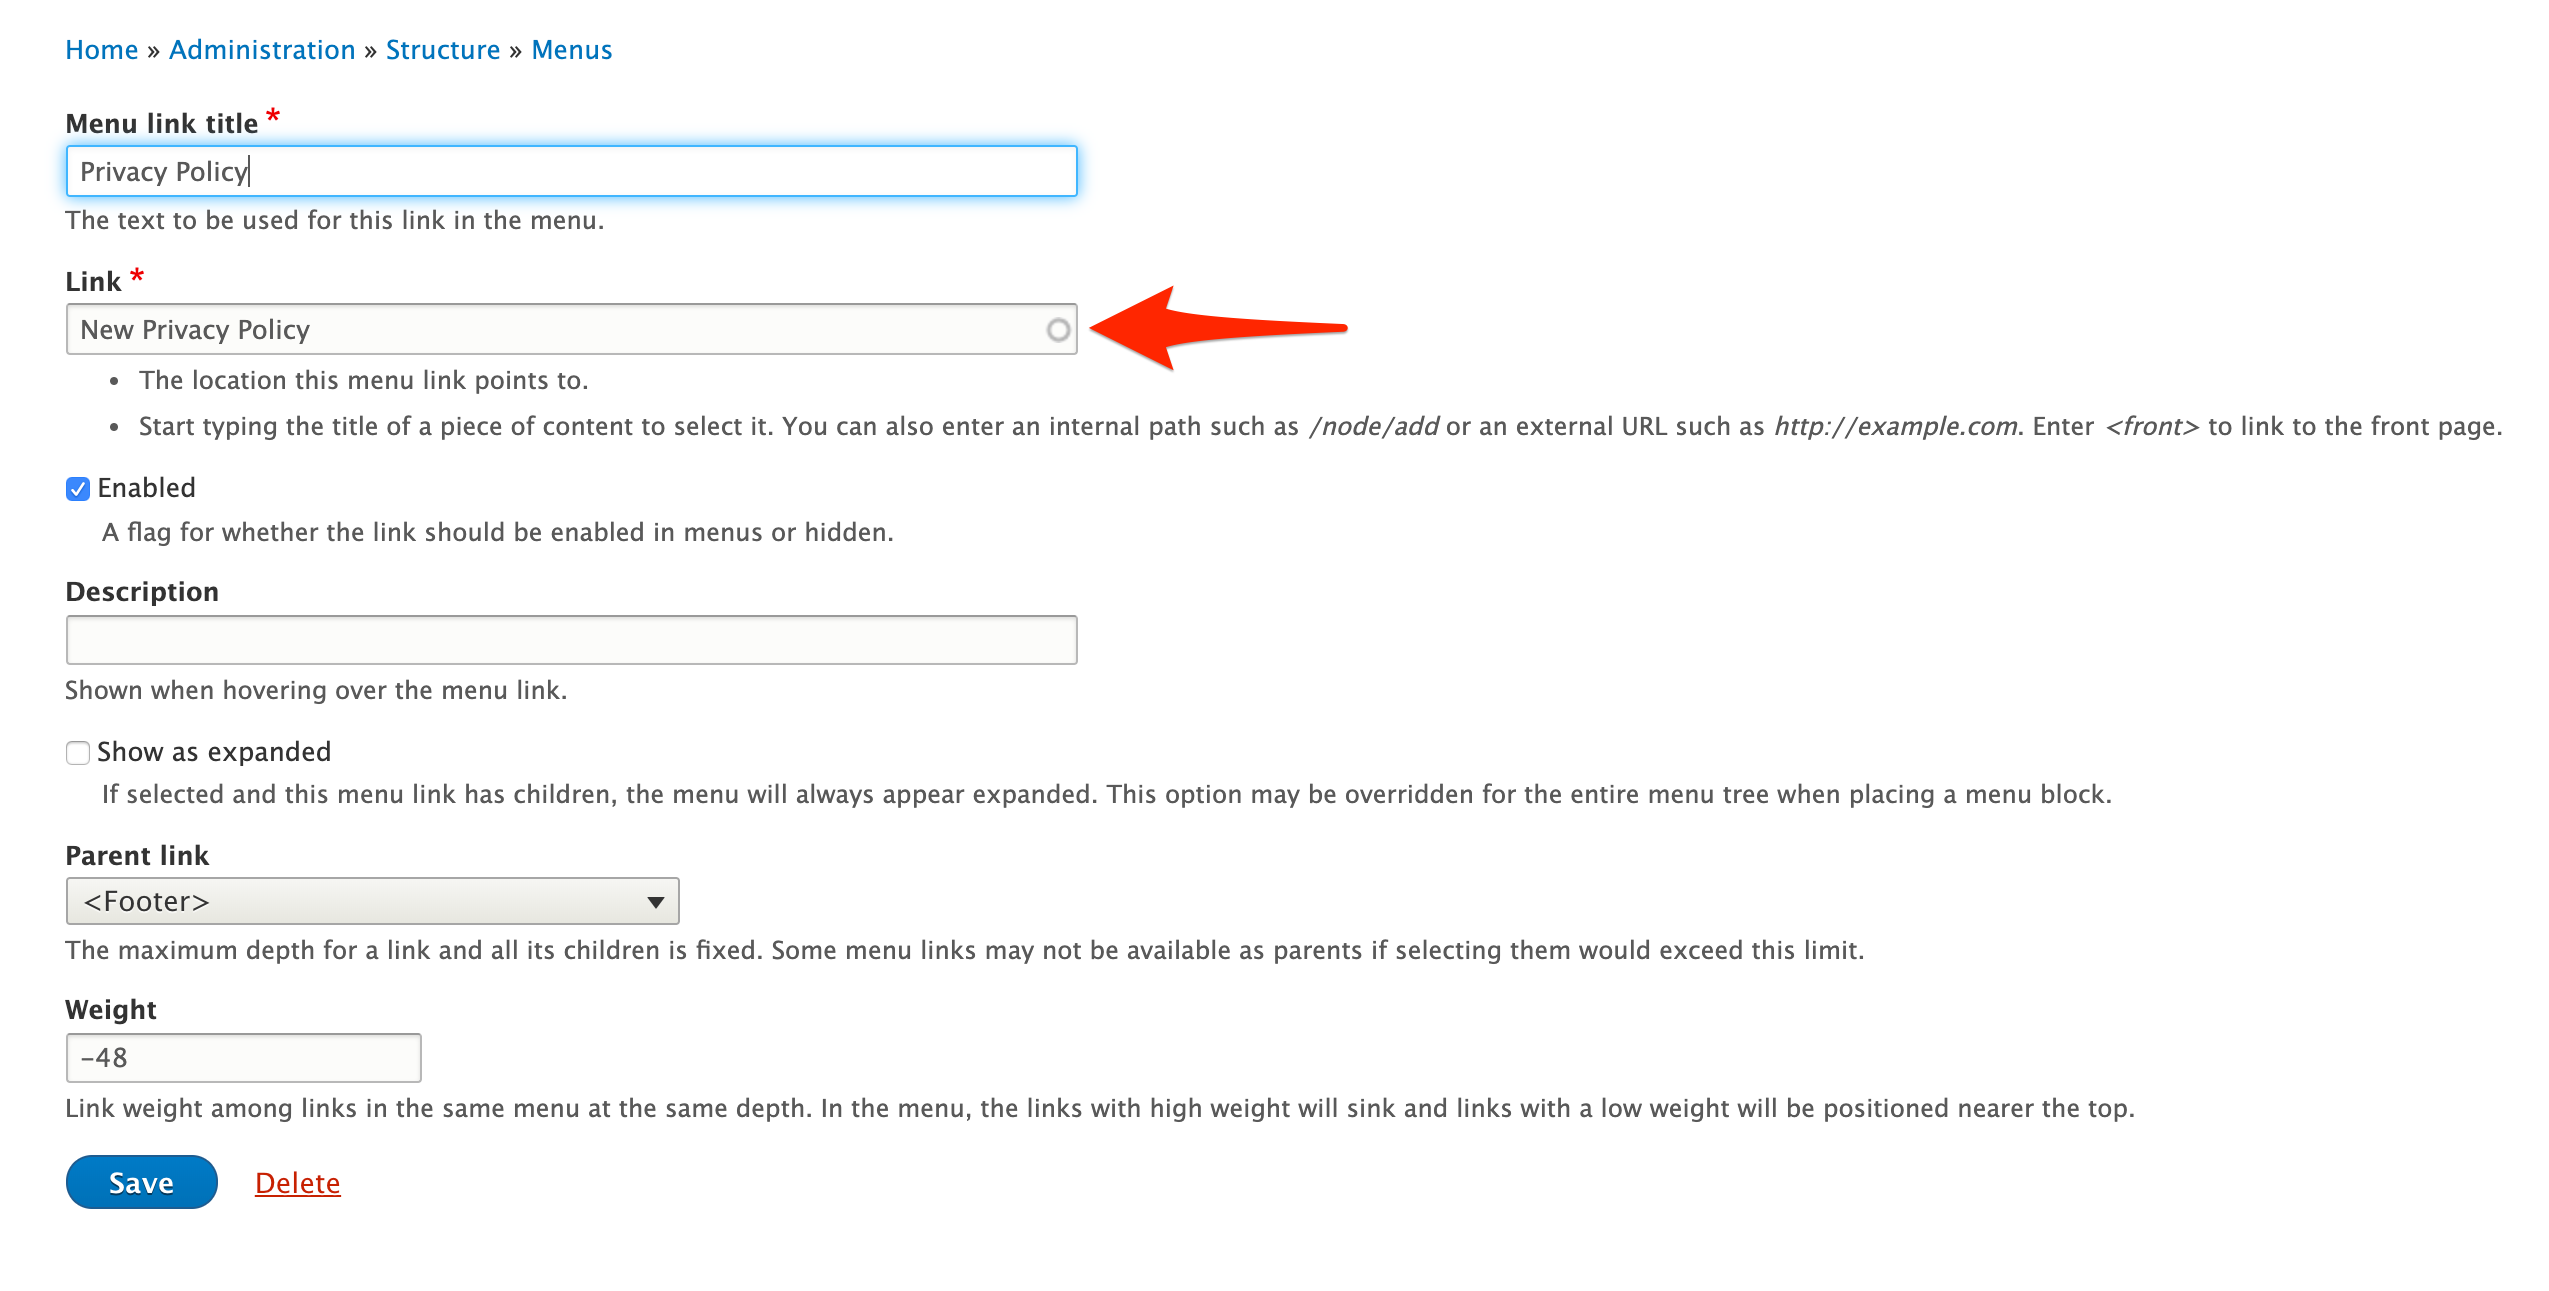 Home » Administration » Structure » Menus
Menu link title *
Privacy Policy
The text to be used for this link in the menu.
Link *
New Privacy Policy
• The location this menu link points to.
• Start typing the title of a piece of content to select it. You can also enter an internal path such as /node/add or an external URL such as http://example.com. Enter <front> to link to the front page.
Enabled
A flag for whether the link should be enabled in menus or hidden.
Description
Shown when hovering over the menu link.
Show as expanded
If selected and this menu link has children, the menu will always appear expanded. This option may be overridden for the entire menu tree when placing a menu block.
Parent link
<Footer>
The maximum depth for a link and all its children is fixed. Some menu links may not be available as parents if selecting them would exceed this limit.
Weight
-48
Link weight among links in the same menu at the same depth. In the menu, the links with high weight will sink and links with a low weight will be positioned nearer the top.
Save Delete